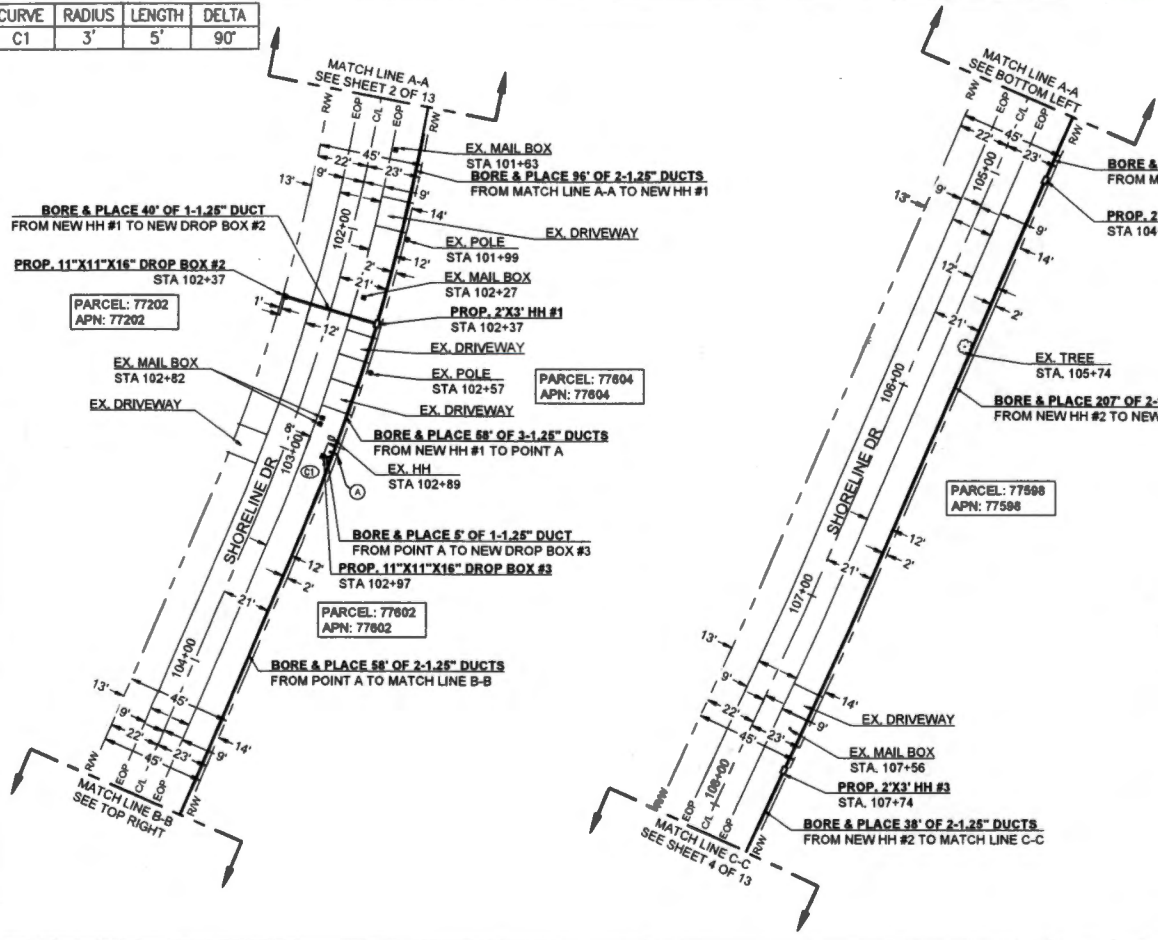 CURVE RADIUS LENGTH DELTA
C1 3' 5' 90°
MATCH LINE A-A
SEE SHEET 2 OF 13
R/W
EOP
C/L
EOP
R/W
45'
22'
23'
9'
9'
13'
14'
EX. MAIL BOX
STA 101+63
BORE & PLACE 96' OF 2-1.25" DUCTS
FROM MATCH LINE A-A TO NEW HH #1
BORE & PLACE 40' OF 1-1.25" DUCT
FROM NEW HH #1 TO NEW DROP BOX #2
102+00
EX. DRIVEWAY
EX. POLE
STA 101+99
PROP. 11"X11"X16" DROP BOX #2
STA 102+37
2'
12'
21'
EX. MAIL BOX
STA 102+27
PARCEL: 77202
APN: 77202
1'
12'
PROP. 2'X3' HH #1
STA 102+37
EX. DRIVEWAY
EX. MAIL BOX
STA 102+82
EX. POLE
STA 102+57
PARCEL: 77604
APN: 77604
EX. DRIVEWAY
EX. DRIVEWAY
BORE & PLACE 58' OF 3-1.25" DUCTS
FROM NEW HH #1 TO POINT A
103+00
8'
10'
C1
A
EX. HH
STA 102+89
SHORELINE DR
BORE & PLACE 5' OF 1-1.25" DUCT
FROM POINT A TO NEW DROP BOX #3
PROP. 11"X11"X16" DROP BOX #3
STA 102+97
12'
2'
21'
PARCEL: 77602
APN: 77602
104+00
BORE & PLACE 58' OF 2-1.25" DUCTS
FROM POINT A TO MATCH LINE B-B
13'
45'
9'
22'
14'
9'
23'
45'
R/W
EOP
C/L
EOP
R/W
MATCH LINE B-B
SEE TOP RIGHT
MATCH LINE A-A
SEE BOTTOM LEFT
R/W
EOP
C/L
EOP
R/W
45'
22'
23'
105+00
BORE &
FROM M
9'
13'
9'
14'
PROP. 2
STA 104
12'
2'
21'
EX. TREE
STA. 105+74
106+00
BORE & PLACE 207' OF 2-1
FROM NEW HH #2 TO NEW
SHORELINE DR
PARCEL: 77598
APN: 77598
12'
2'
21'
107+00
13'
9'
14'
22'
9'
45'
23'
EX. DRIVEWAY
EX. MAIL BOX
STA. 107+56
108+00
PROP. 2'X3' HH #3
STA. 107+74
R/W
EOP
C/L
EOP
R/W
BORE & PLACE 38' OF 2-1.25" DUCTS
FROM NEW HH #2 TO MATCH LINE C-C
MATCH LINE C-C
SEE SHEET 4 OF 13